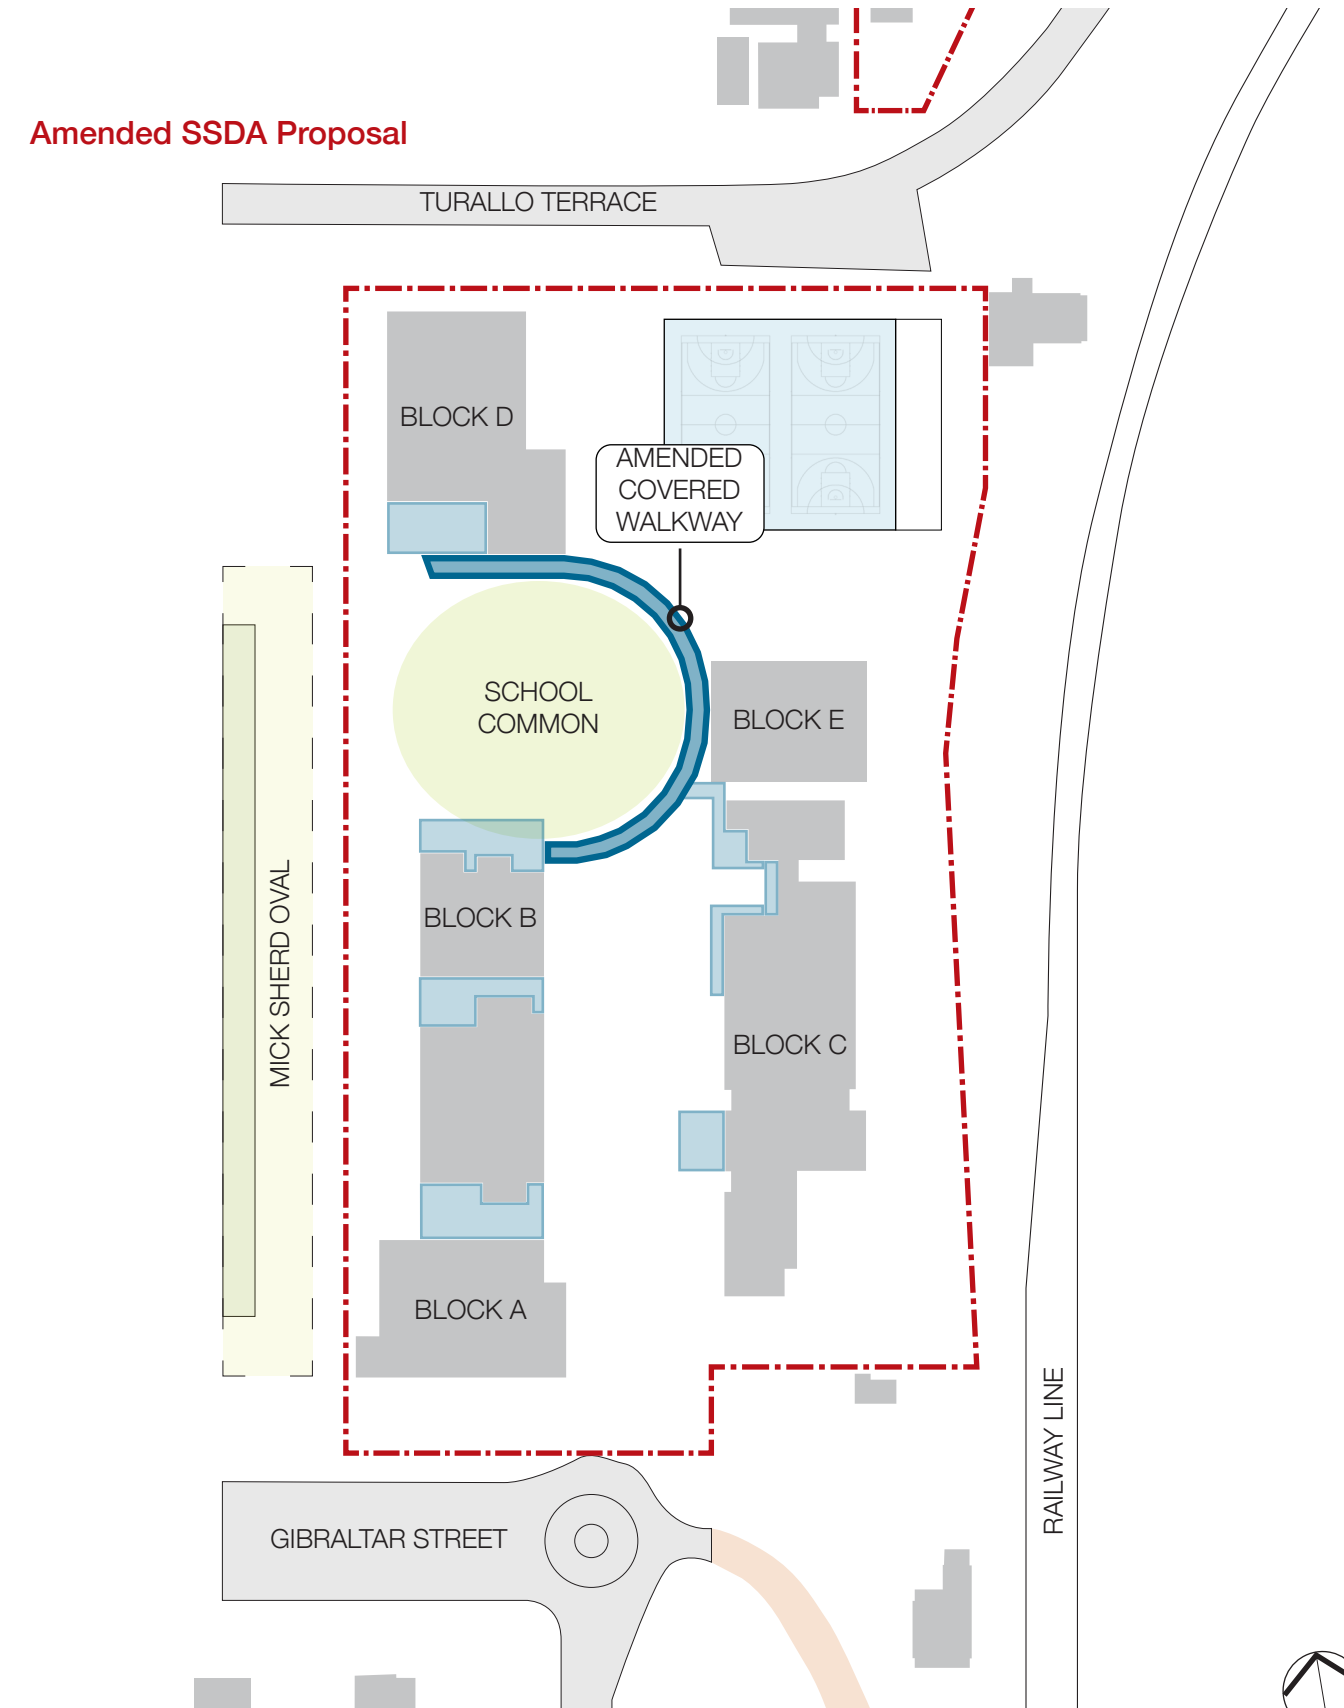 Amended SSDA Proposal
TURALLO TERRACE
BLOCK D
AMENDED
COVERED
WALKWAY
SCHOOL
COMMON
BLOCK E
MICK SHERD OVAL
BLOCK B
BLOCK C
BLOCK A
RAILWAY LINE
GIBRALTAR STREET